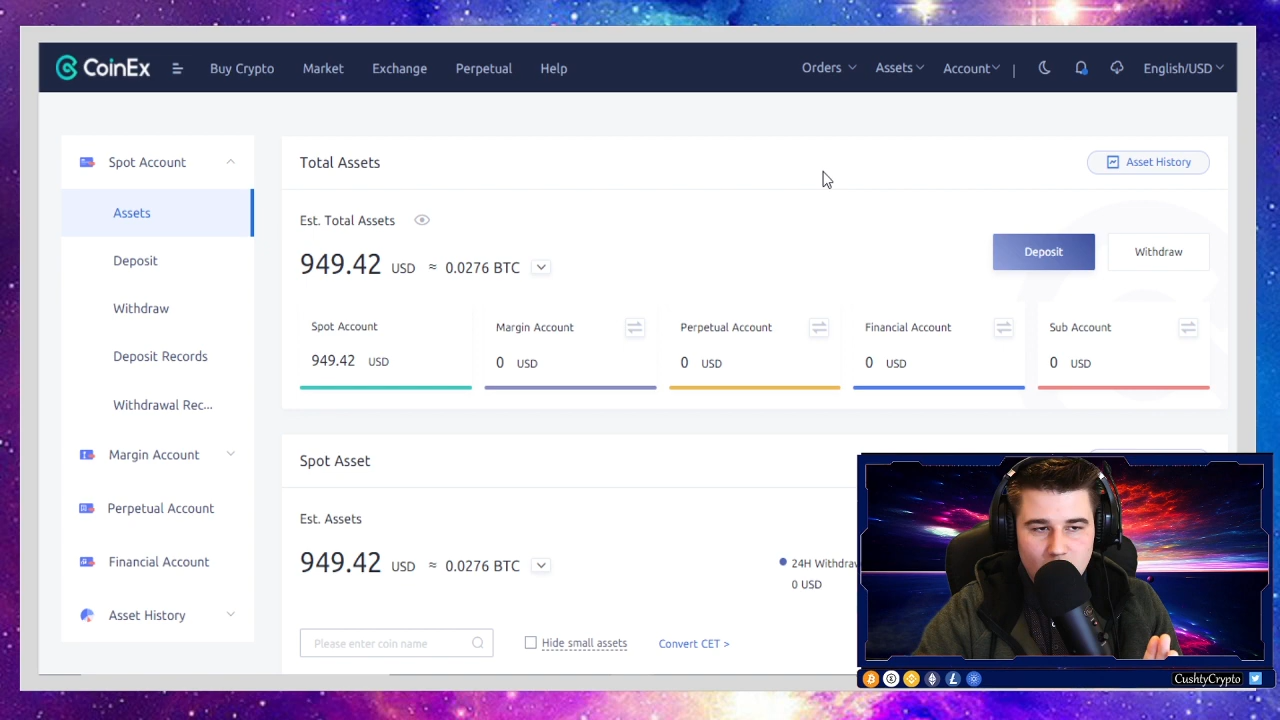 CoinEx Buy Crypto Market Exchange Perpetual Help Orders Assets Account | English/USD
Spot Account
Assets
Deposit
Withdraw
Deposit Records
Withdrawal Rec...
Margin Account
Perpetual Account
Financial Account
Asset History
Total Assets Asset History
Est. Total Assets
949.42 USD ≈ 0.0276 BTC
Deposit Withdraw
Spot Account Margin Account Perpetual Account Financial Account Sub Account
949.42 USD 0 USD 0 USD 0 USD 0 USD
Spot Asset
Est. Assets
949.42 USD ≈ 0.0276 BTC
24H Withdraw
0 USD
Please enter coin name Hide small assets Convert CET >
CushtyCrypto